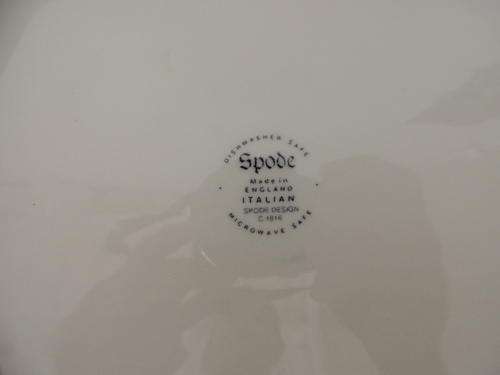 DISHWASHER SAFE
Spode
Made in
ENGLAND
ITALIAN
SPODE DESIGN
C.1816
MICROWAVE SAFE